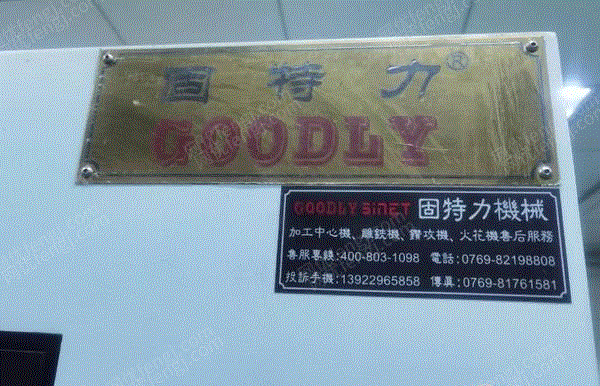 固特力®
GOODLY
GOODLY SINET 固特力機械
加工中心機、雕銑機、鑽攻機、火花機售后服務
售服專綫:400-803-1098 電話:0769-82198808
投訴手機:13922965858 傳真:0769-81761581